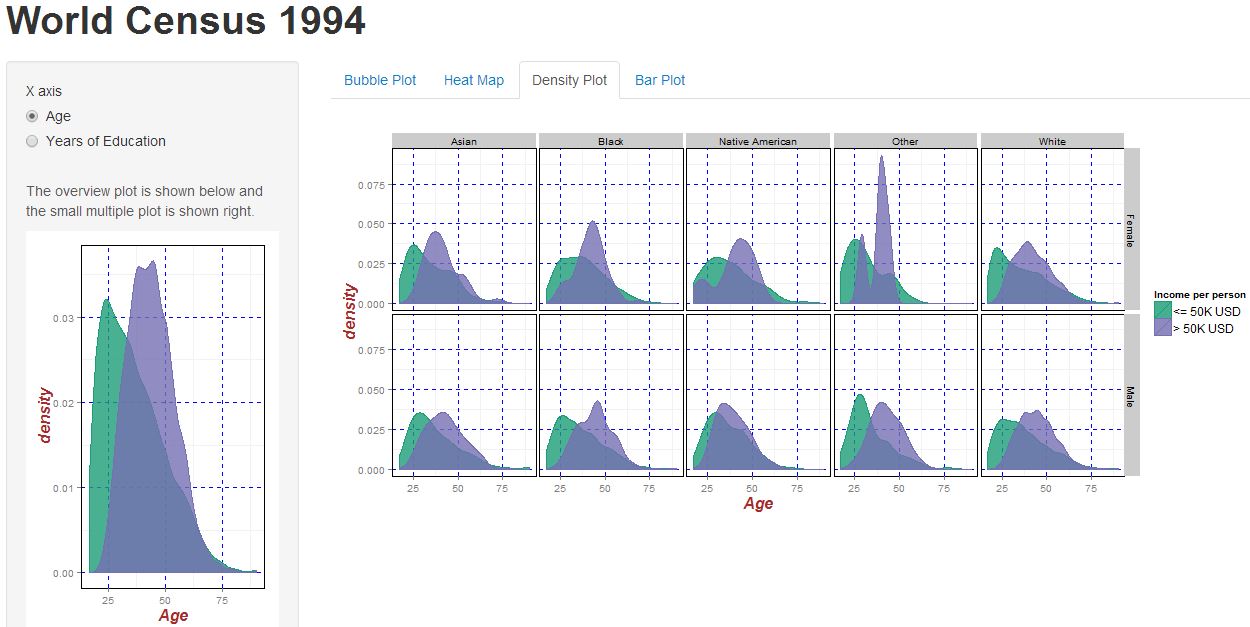 World Census 1994
X axis
Age
Years of Education
The overview plot is shown below and
the small multiple plot is shown right.
density
0.03
0.02
0.01
0.00
25 50 75
Age
Bubble Plot Heat Map Density Plot Bar Plot
Asian Black Native American Other White
density
0.075
0.050
0.025
0.000
Female
0.075
0.050
0.025
0.000
Male
25 50 75 25 50 75 25 50 75 25 50 75 25 50 75
Age
Income per person
<= 50K USD
> 50K USD